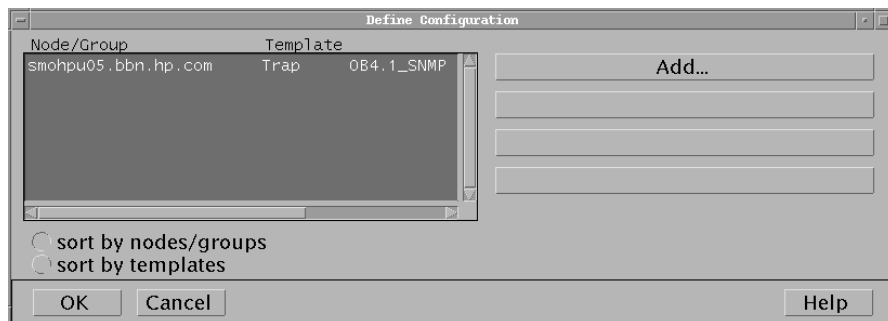 Define Configuration
Node/Group Template
smohpu05.bbn.hp.com Trap OB4.1_SNMP
Add...
sort by nodes/groups
sort by templates
OK Cancel Help